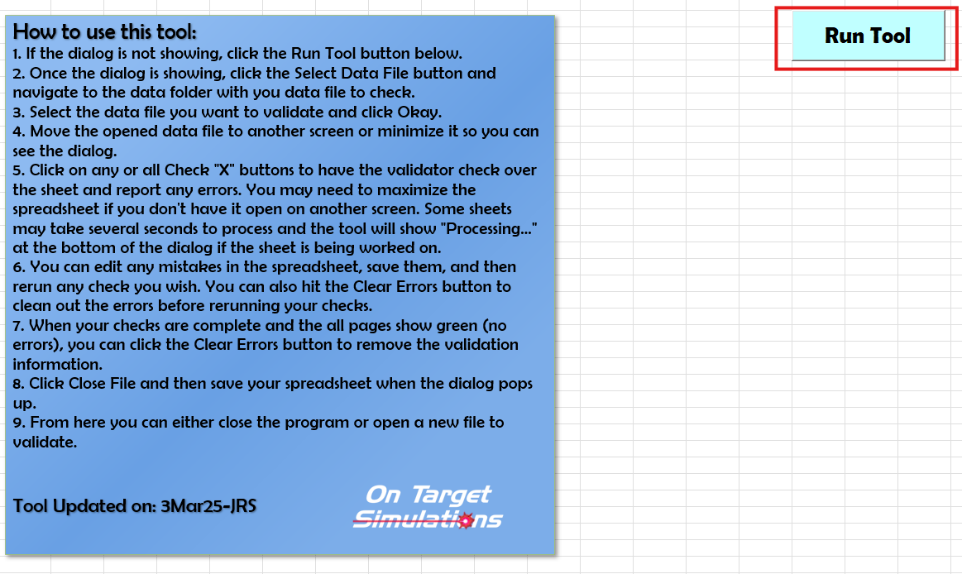 How to use this tool:
1. If the dialog is not showing, click the Run Tool button below.
2. Once the dialog is showing, click the Select Data File button and
navigate to the data folder with you data file to check.
3. Select the data file you want to validate and click Okay.
4. Move the opened data file to another screen or minimize it so you can
see the dialog.
5. Click on any or all Check "X" buttons to have the validator check over
the sheet and report any errors. You may need to maximize the
spreadsheet if you don't have it open on another screen. Some sheets
may take several seconds to process and the tool will show "Processing..."
at the bottom of the dialog if the sheet is being worked on.
6. You can edit any mistakes in the spreadsheet, save them, and then
rerun any check you wish. You can also hit the Clear Errors button to
clean out the errors before rerunning your checks.
7. When your checks are complete and the all pages show green (no
errors), you can click the Clear Errors button to remove the validation
information.
8. Click Close File and then save your spreadsheet when the dialog pops
up.
9. From here you can either close the program or open a new file to
validate.
Tool Updated on: 3Mar25-JRS
On Target
Simulations
Run Tool